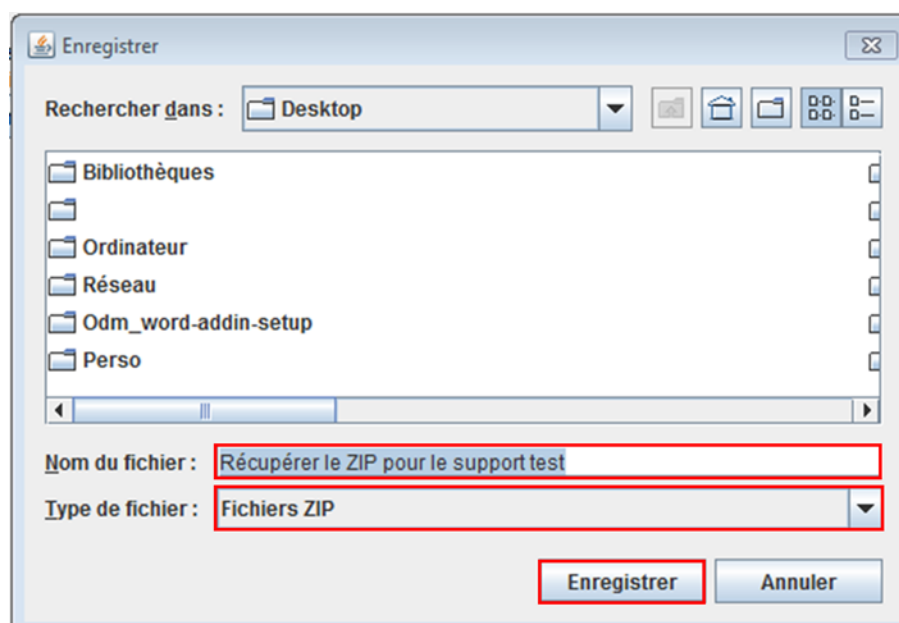 Enregistrer
Rechercher dans : Desktop
Bibliothèques
Ordinateur
Réseau
Odm_word-addin-setup
Perso
Nom du fichier : Récupérer le ZIP pour le support test
Type de fichier : Fichiers ZIP
Enregistrer Annuler